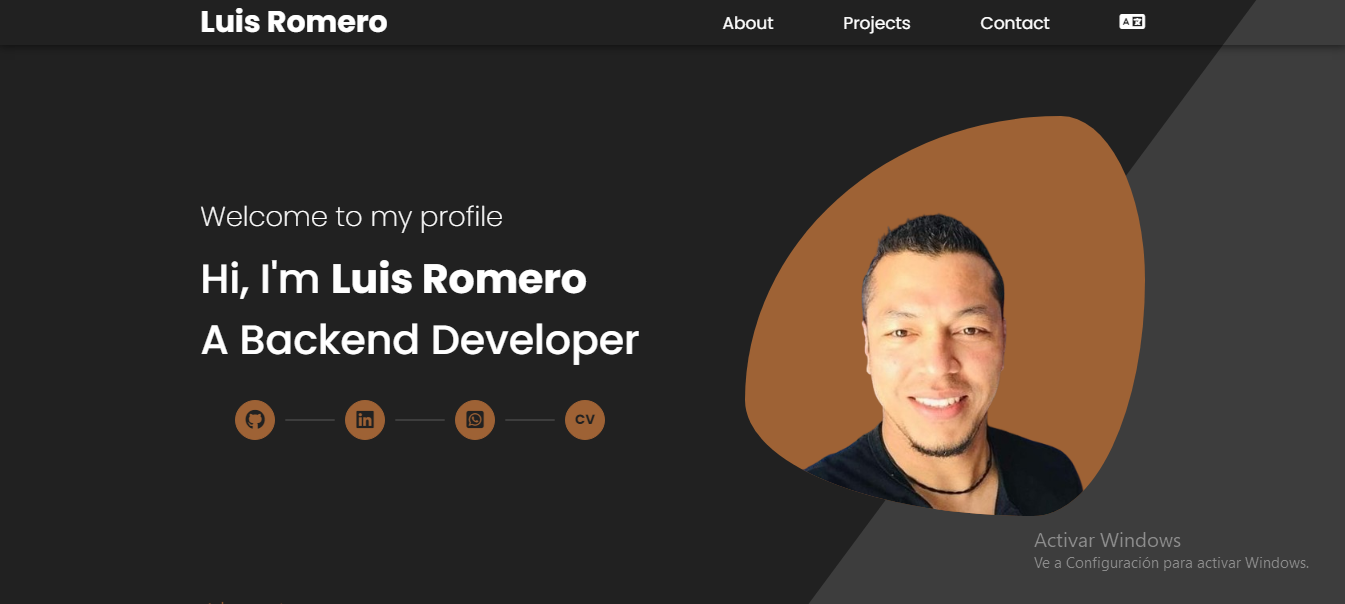 Luis Romero
About Projects Contact
Welcome to my profile
Hi, I'm Luis Romero
A Backend Developer
CV
Activar Windows
Ve a Configuración para activar Windows.